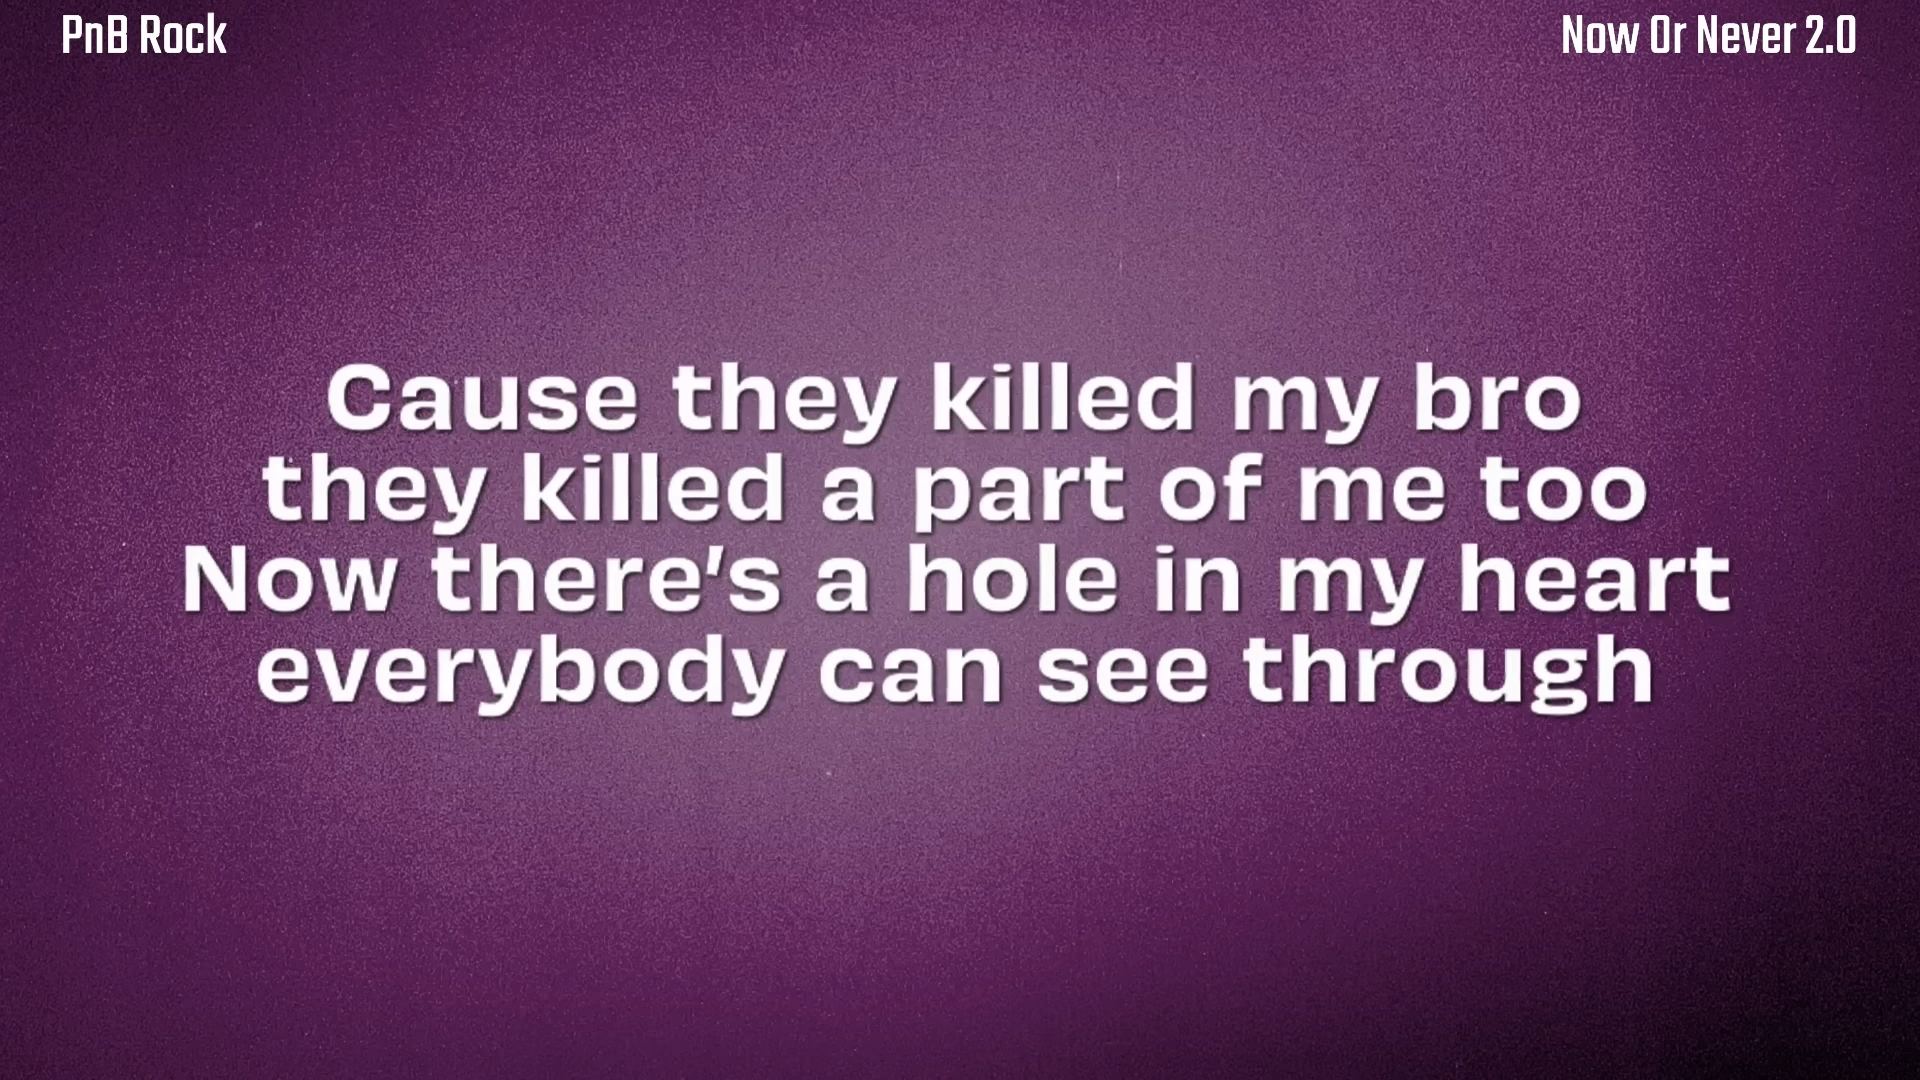 PnB Rock
Now Or Never 2.0
Cause they killed my bro
they killed a part of me too
Now there's a hole in my heart
everybody can see through